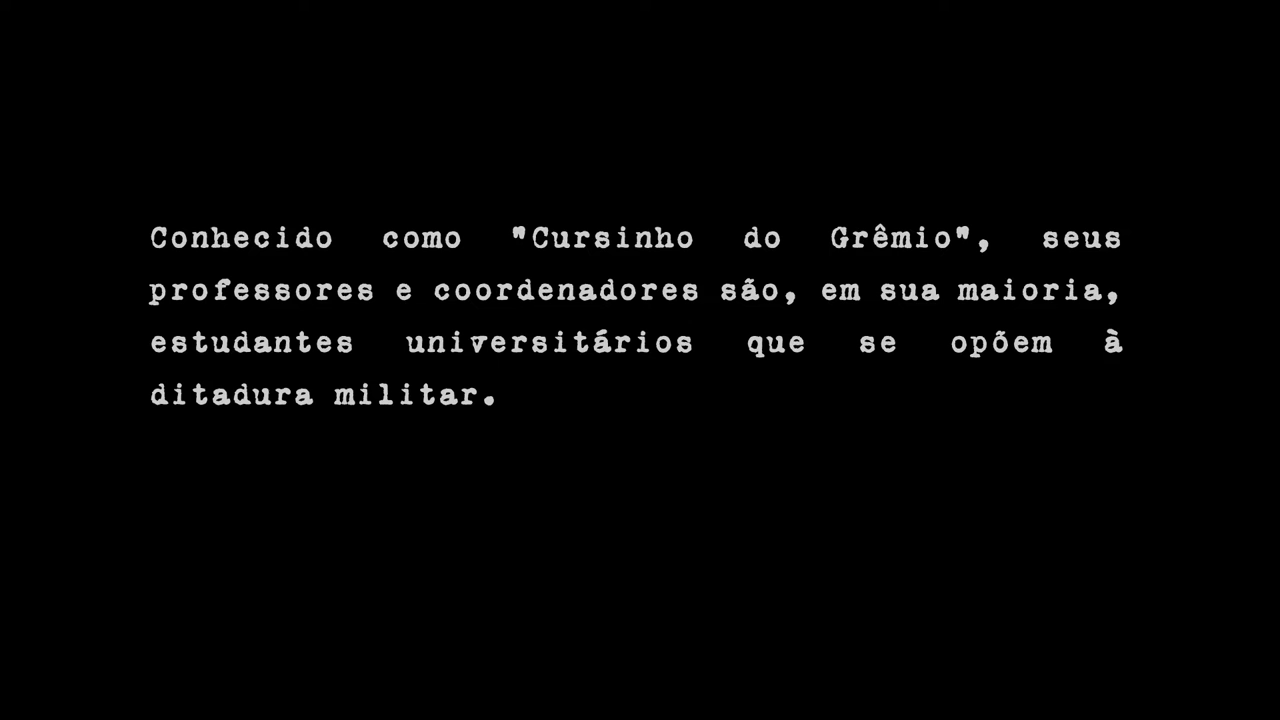 Conhecido como "Cursinho do Grêmio", seus
professores e coordenadores são, em sua maioria,
estudantes universitários que se opõem à
ditadura militar.